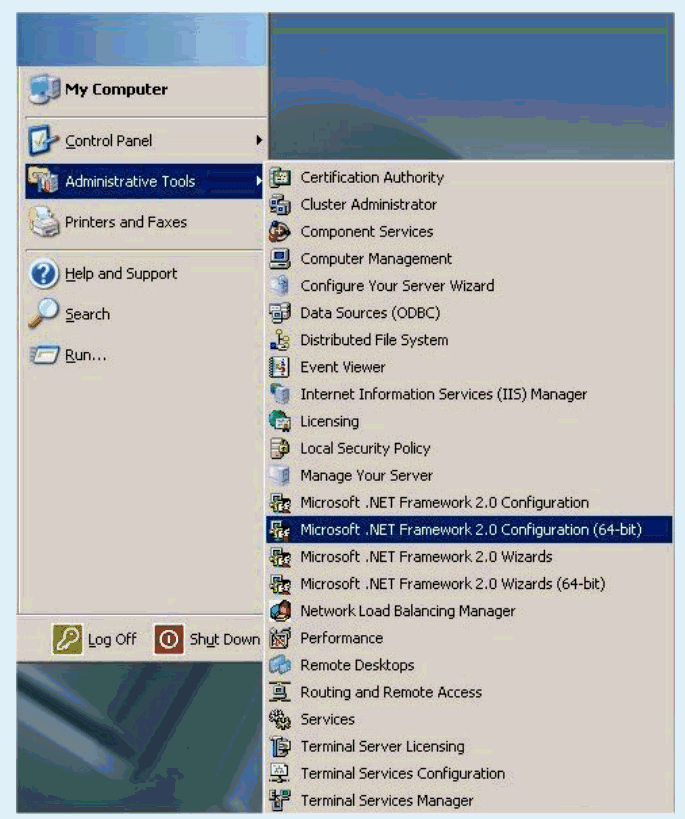 My Computer
Control Panel
Administrative Tools
Printers and Faxes
Help and Support
Search
Run...
Log Off
Shut Down
Certification Authority
Cluster Administrator
Component Services
Computer Management
Configure Your Server Wizard
Data Sources (ODBC)
Distributed File System
Event Viewer
Internet Information Services (IIS) Manager
Licensing
Local Security Policy
Manage Your Server
Microsoft .NET Framework 2.0 Configuration
Microsoft .NET Framework 2.0 Configuration (64-bit)
Microsoft .NET Framework 2.0 Wizards
Microsoft .NET Framework 2.0 Wizards (64-bit)
Network Load Balancing Manager
Performance
Remote Desktops
Routing and Remote Access
Services
Terminal Server Licensing
Terminal Services Configuration
Terminal Services Manager